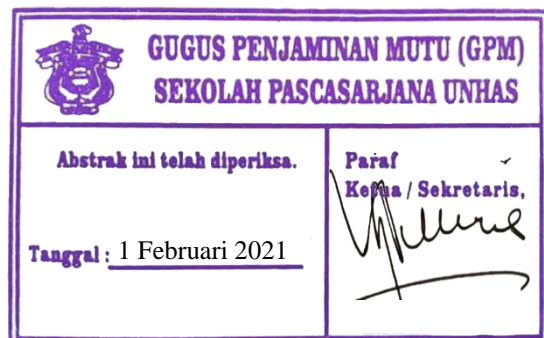 GUGUS PENJAMINAN MUTU (GPM)
SEKOLAH PASCASARJANA UNHAS
Abstrak ini telah diperiksa.
Tanggal : 1 Februari 2021
Paraf
Ketua / Sekretaris,